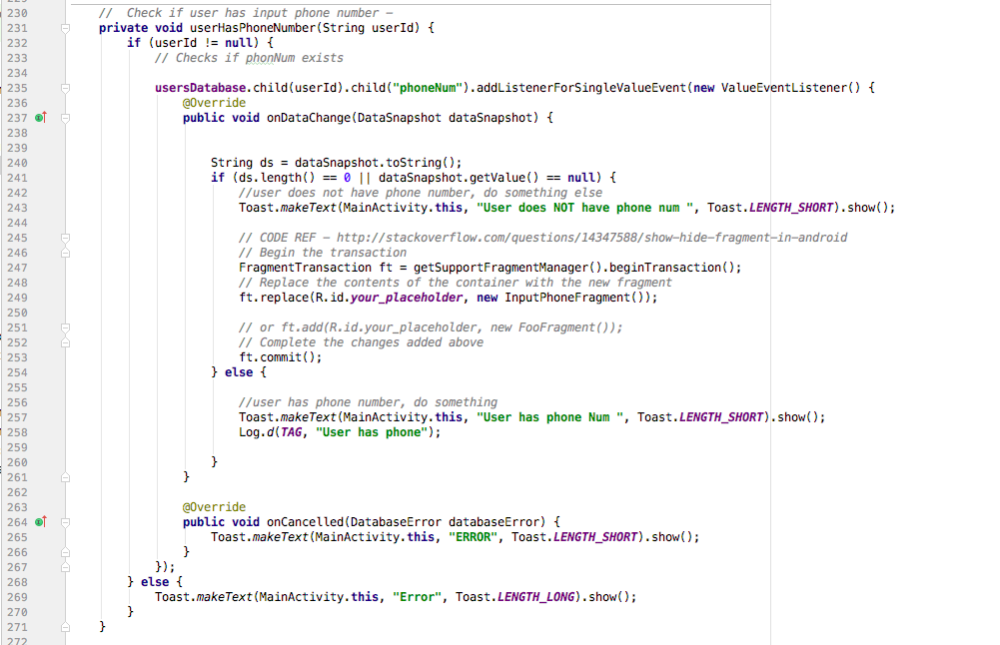 230 // Check if user has input phone number –
231 private void userHasPhoneNumber(String userId) {
232 if (userId != null) {
233 // Checks if phonNum exists
234
235 usersDatabase.child(userId).child("phoneNum").addListenerForSingleValueEvent(new ValueEventListener() {
236 @Override
237 public void onDataChange(DataSnapshot dataSnapshot) {
238
239
240 String ds = dataSnapshot.toString();
241 if (ds.length() == 0 || dataSnapshot.getValue() == null) {
242 //user does not have phone number, do something else
243 Toast.makeText(MainActivity.this, "User does NOT have phone num ", Toast.LENGTH_SHORT).show();
244
245 // CODE REF – http://stackoverflow.com/questions/14347588/show-hide-fragment-in-android
246 // Begin the transaction
247 FragmentTransaction ft = getSupportFragmentManager().beginTransaction();
248 // Replace the contents of the container with the new fragment
249 ft.replace(R.id.your_placeholder, new InputPhoneFragment());
250
251 // or ft.add(R.id.your_placeholder, new FooFragment());
252 // Complete the changes added above
253 ft.commit();
254 } else {
255
256 //user has phone number, do something
257 Toast.makeText(MainActivity.this, "User has phone Num ", Toast.LENGTH_SHORT).show();
258 Log.d(TAG, "User has phone");
259
260 }
261 }
262
263 @Override
264 public void onCancelled(DatabaseError databaseError) {
265 Toast.makeText(MainActivity.this, "ERROR", Toast.LENGTH_SHORT).show();
266 }
267 });
268 } else {
269 Toast.makeText(MainActivity.this, "Error", Toast.LENGTH_LONG).show();
270 }
271 }
272